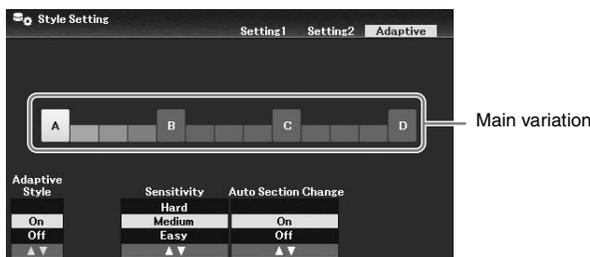 Style Setting
Setting1 Setting2 Adaptive
A B C D
Main variation
Adaptive
Style Sensitivity Auto Section Change
Hard
On Medium On
Off Easy Off